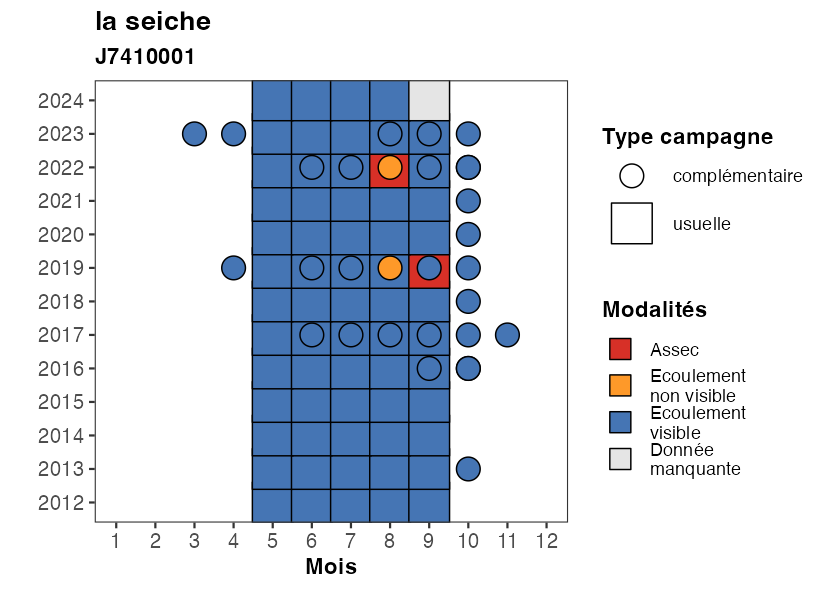 la seiche
J7410001
2024
2023
2022
2021
2020
2019
2018
2017
2016
2015
2014
2013
2012
1 2 3 4 5 6 7 8 9 10 11 12
Mois
Type campagne
complémentaire
usuelle
Modalités
Assec
Ecoulement
non visible
Ecoulement
visible
Donnée
manquante